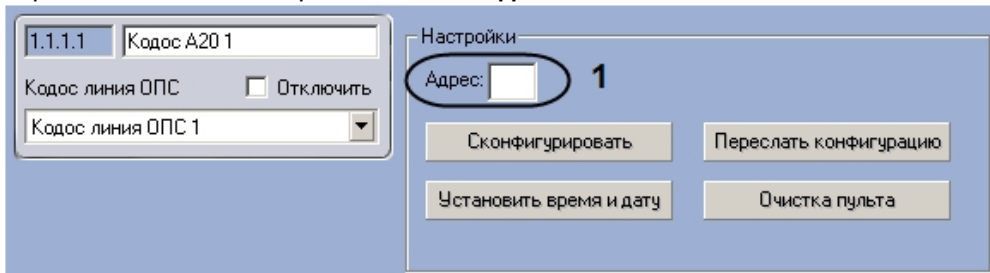 1.1.1.1 Кодос А20 1
Кодос линия ОПС Отключить
Кодос линия ОПС 1
Настройки
Адрес: 1
Сконфигурировать Переслать конфигурацию
Установить время и дату Очистка пульта